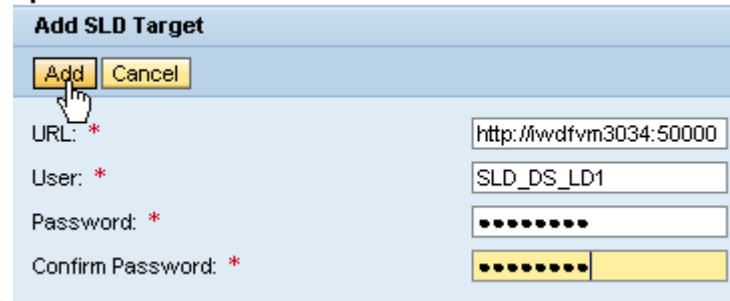 Add SLD Target
Add Cancel
URL: * http://iwdfvm3034:50000
User: * SLD_DS_LD1
Password: * ••••••••
Confirm Password: * ••••••••